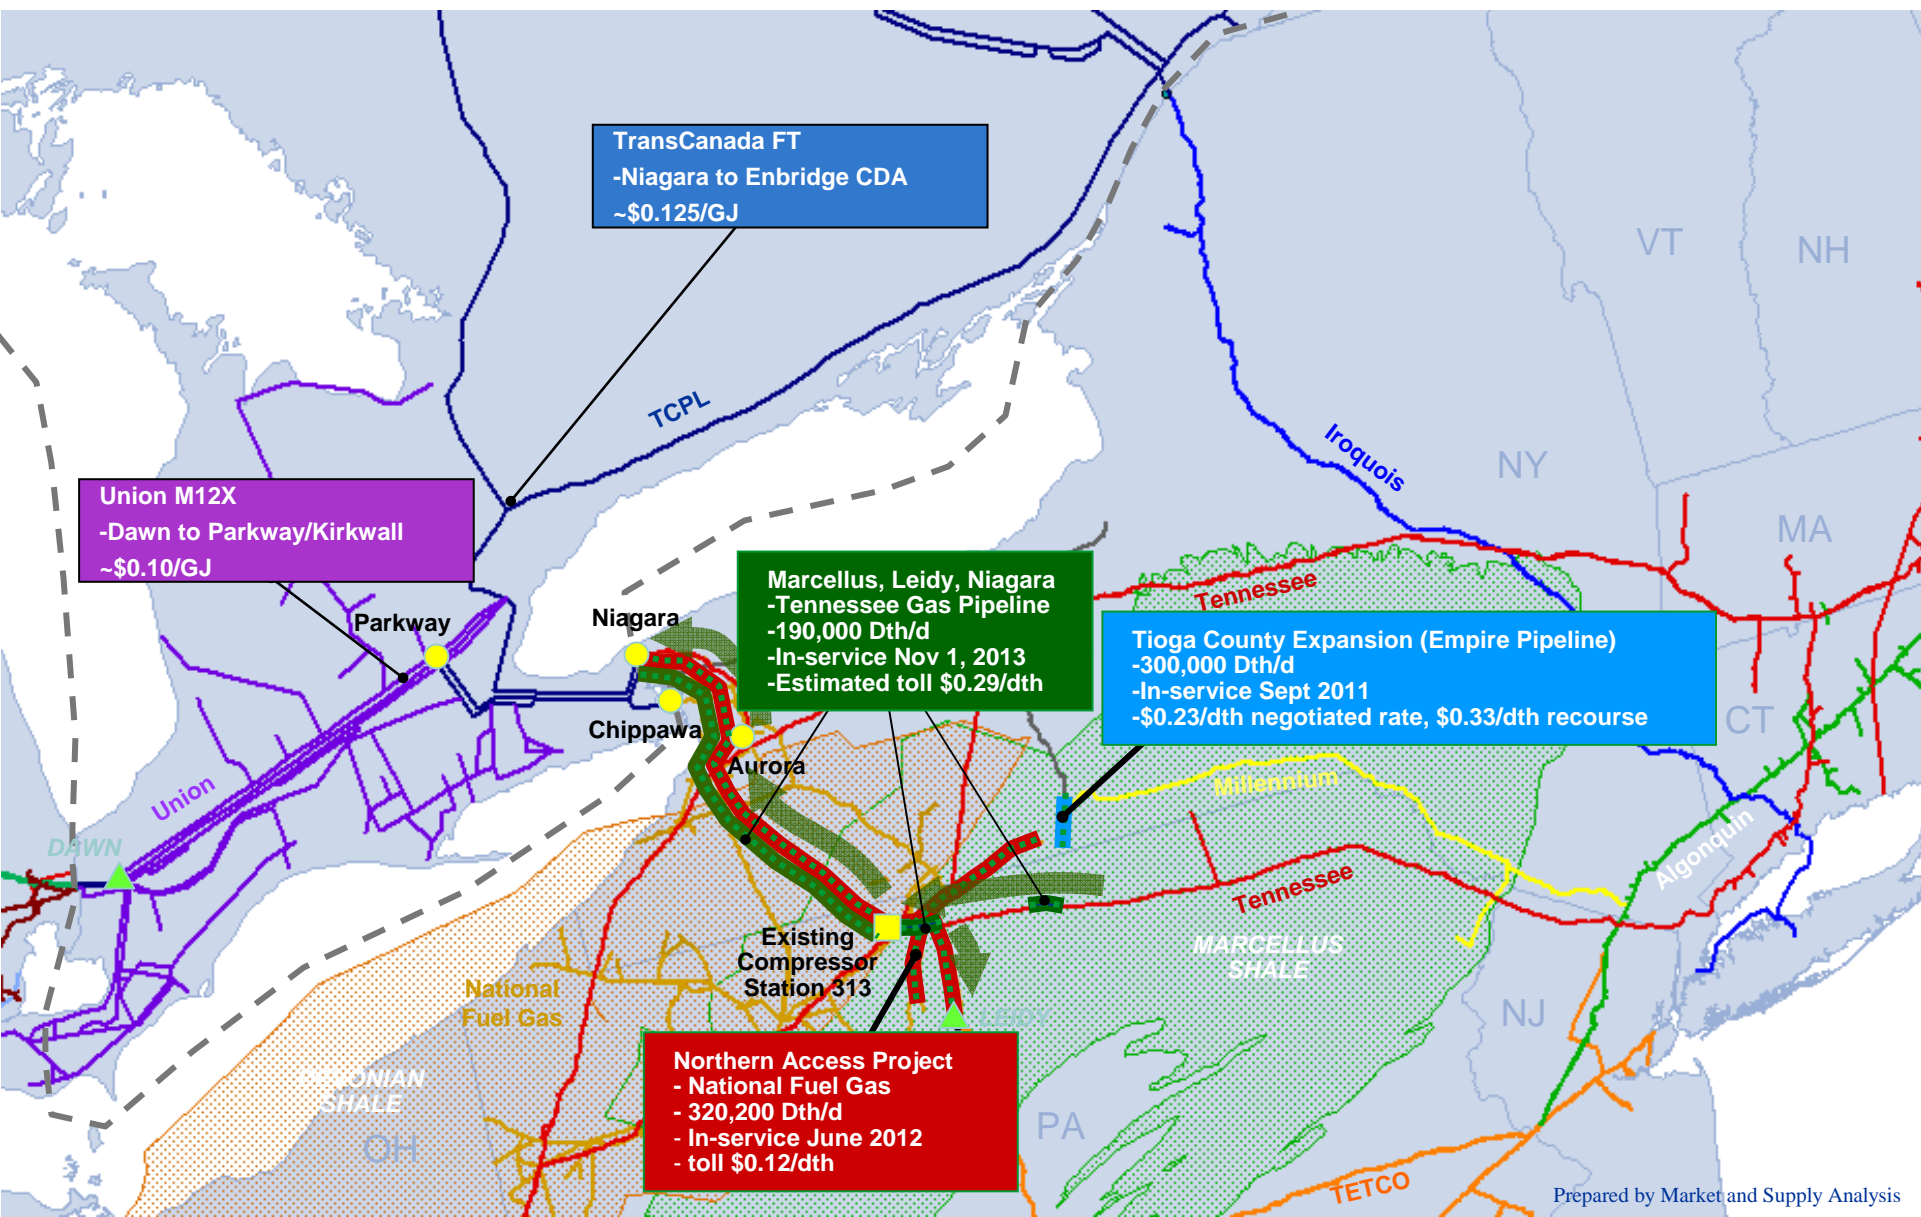 TransCanada FT
-Niagara to Enbridge CDA
~$0.125/GJ
VT
NH
TCPL
Iroquois
NY
Union M12X
-Dawn to Parkway/Kirkwall
~$0.10/GJ
MA
Parkway
Niagara
Marcellus, Leidy, Niagara
-Tennessee Gas Pipeline
-190,000 Dth/d
-In-service Nov 1, 2013
-Estimated toll $0.29/dth
Tennessee
Tioga County Expansion (Empire Pipeline)
-300,000 Dth/d
-In-service Sept 2011
-$0.23/dth negotiated rate, $0.33/dth recourse
CT
Chippawa
Aurora
Union
Millennium
DAWN
Algonquin
Tennessee
Existing
Compressor
Station 313
MARCELLUS
SHALE
National
Fuel Gas
NJ
Northern Access Project
- National Fuel Gas
- 320,200 Dth/d
- In-service June 2012
- toll $0.12/dth
SHALE
OH
PA
TETCO
Prepared by Market and Supply Analysis